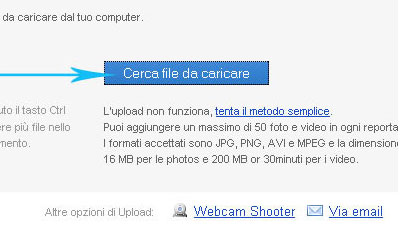 da caricare dal tuo computer.
Cerca file da caricare
uto il tasto Ctrl
ere più file nello
mento.
L'upload non funziona, tenta il metodo semplice.
Puoi aggiungere un massimo di 50 foto e video in ogni reporta
I formati accettati sono JPG, PNG, AVI e MPEG e la dimensione
16 MB per le photos e 200 MB or 30minuti per i video.
Altre opzioni di Upload: Webcam Shooter Via email